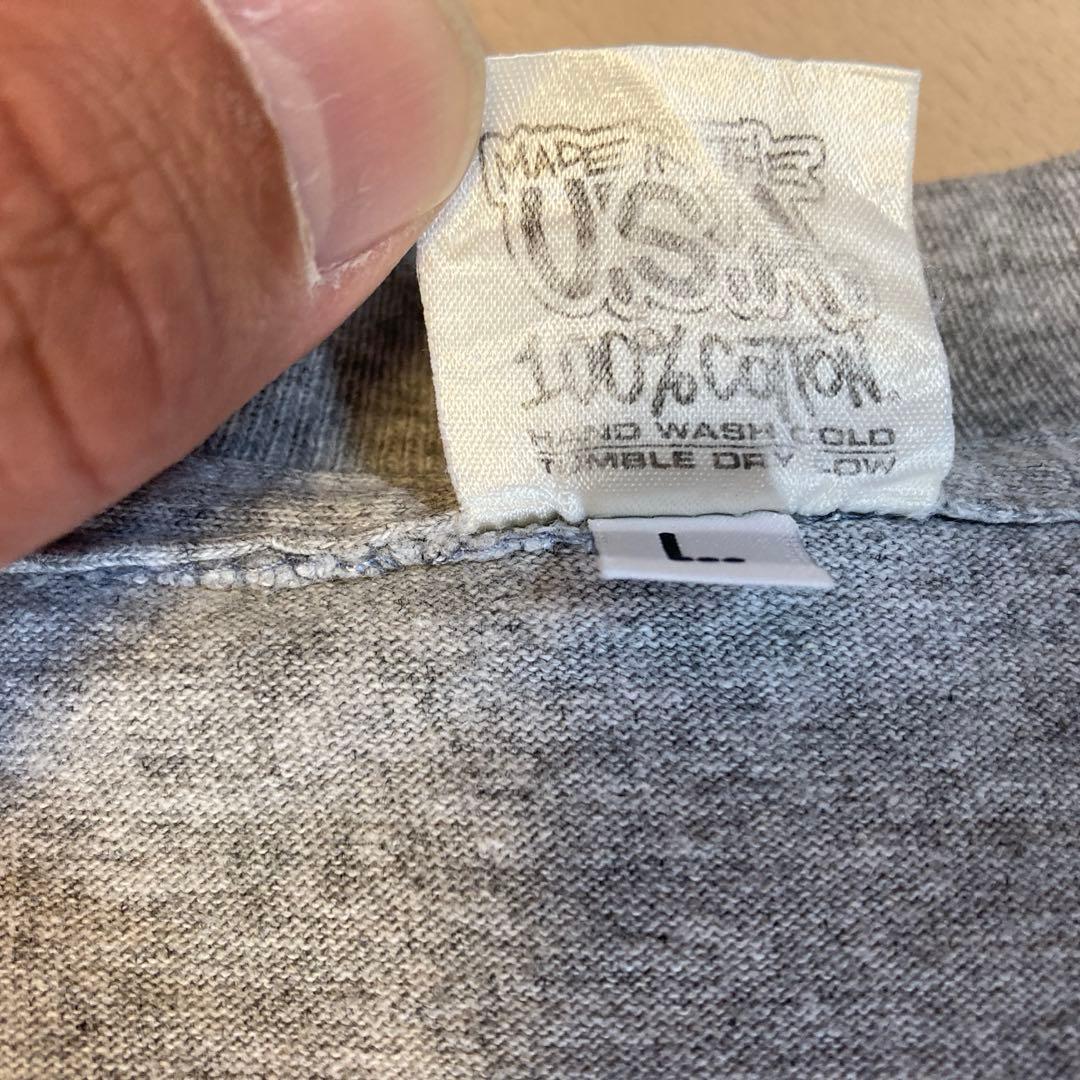 MADE IN THE
U.S.A.
100% COTTON
HAND WASH COLD
TUMBLE DRY LOW
L..